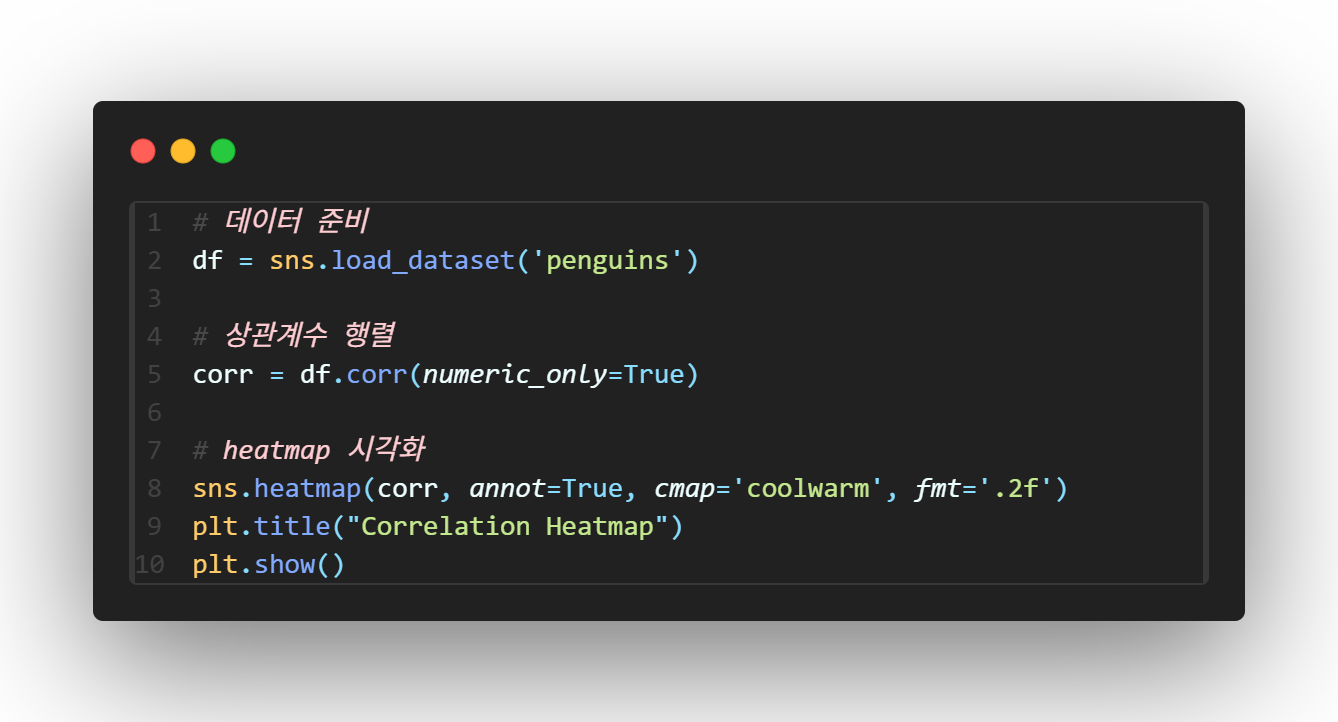 1 # 데이터 준비
2 df = sns.load_dataset('penguins')
3
4 # 상관계수 행렬
5 corr = df.corr(numeric_only=True)
6
7 # heatmap 시각화
8 sns.heatmap(corr, annot=True, cmap='coolwarm', fmt='.2f')
9 plt.title("Correlation Heatmap")
10 plt.show()